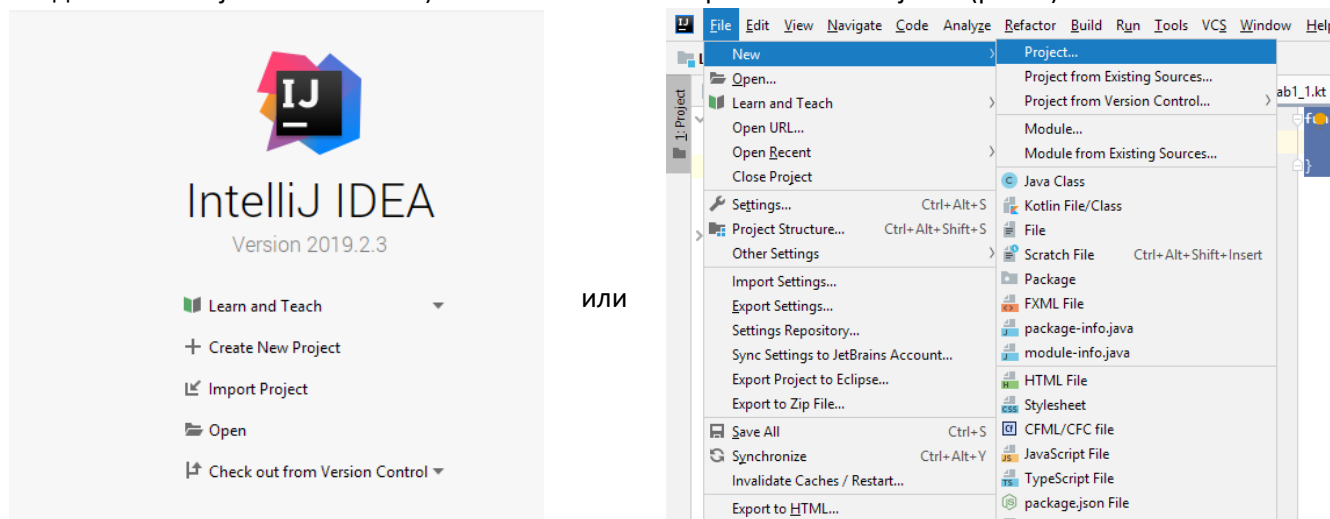 IJ
IntelliJ IDEA
Version 2019.2.3
Learn and Teach
Create New Project
Import Project
Open
Check out from Version Control
или
IJ File Edit View Navigate Code Analyze Refactor Build Run Tools VCS Window Help
1: Project
New
Open...
Learn and Teach
Open URL...
Open Recent
Close Project
Settings... Ctrl+Alt+S
Project Structure... Ctrl+Alt+Shift+S
Other Settings
Import Settings...
Export Settings...
Settings Repository...
Sync Settings to JetBrains Account...
Export Project to Eclipse...
Export to Zip File...
Save All Ctrl+S
Synchronize Ctrl+Alt+Y
Invalidate Caches / Restart...
Export to HTML...
Project...
Project from Existing Sources...
Project from Version Control...
Module...
Module from Existing Sources...
Java Class
Kotlin File/Class
File
Scratch File Ctrl+Alt+Shift+Insert
Package
FXML File
package-info.java
module-info.java
HTML File
Stylesheet
CFML/CFC file
JavaScript File
TypeScript File
package.json File
ab1_1.kt
}